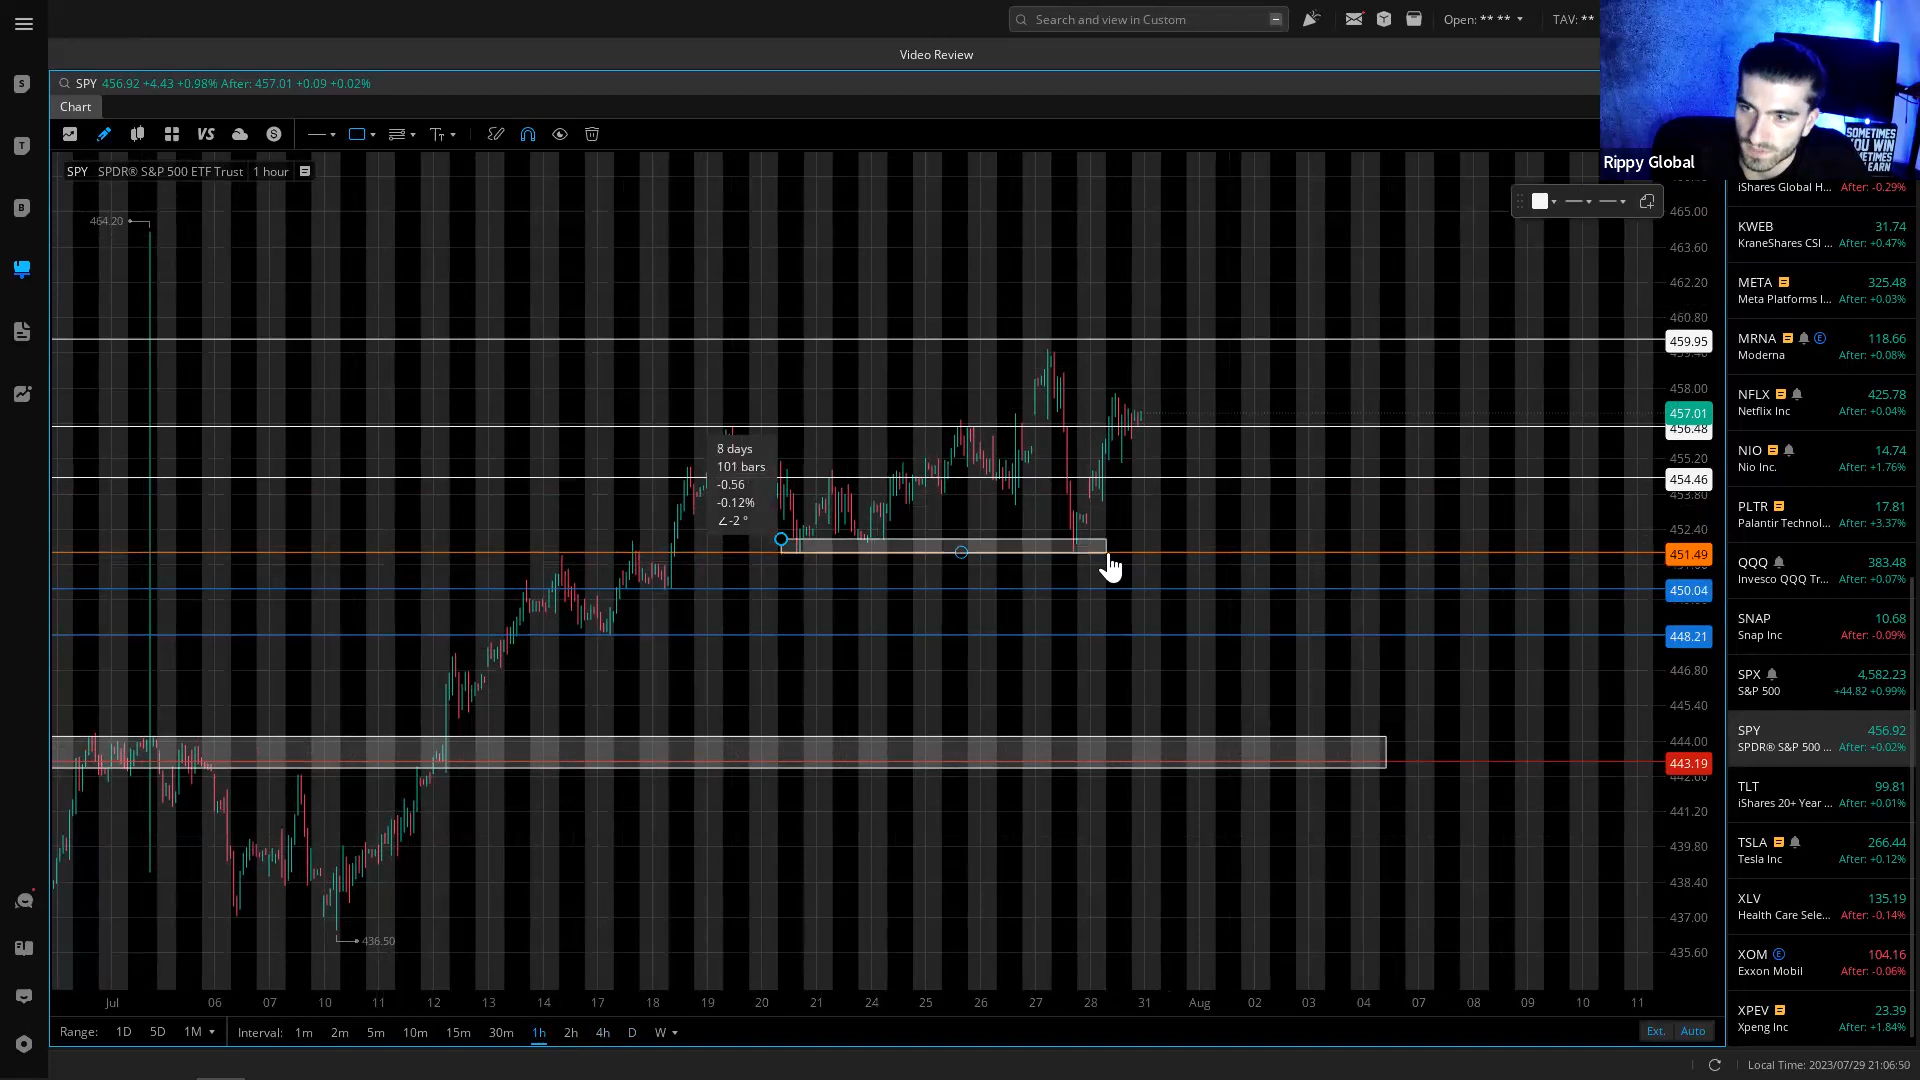 Search and view in Custom
Open: ** **
TAV: **
Video Review
SPY 456.92 +4.43 +0.98% After: 457.01 +0.09 +0.02%
Chart
VS
SPY SPDR® S&P 500 ETF Trust 1 hour
464.20
8 days
101 bars
-0.56
-0.12%
∠-2 °
436.50
465.00
463.60
462.20
460.80
459.95
458.00
457.01
456.48
455.20
454.46
453.80
452.40
451.49
450.04
448.21
446.80
445.40
444.00
443.19
442.60
441.20
439.80
438.40
437.00
435.60
Jul 06 07 10 11 12 13 14 17 18 19 20 21 24 25 26 27 28 31 Aug 02 03 04 07 08 09 10 11
Range: 1D 5D 1M Interval: 1m 2m 5m 10m 15m 30m 1h 2h 4h D W
Ext. Auto
SOMETIMES
YOU WIN
LEARN
Rippy Global
iShares Global H... After: -0.29%
KWEB 31.74
KraneShares CSI ... After: +0.47%
META 325.48
Meta Platforms I... After: +0.03%
MRNA E 118.66
Moderna After: +0.08%
NFLX 425.78
Netflix Inc After: +0.04%
NIO 14.74
Nio Inc. After: +1.76%
PLTR 17.81
Palantir Technol... After: +3.37%
QQQ 383.48
Invesco QQQ Tr... After: +0.07%
SNAP 10.68
Snap Inc After: -0.09%
SPX 4,582.23
S&P 500 +44.82 +0.99%
SPY 456.92
SPDR® S&P 500 ... After: +0.02%
TLT 99.81
iShares 20+ Year ... After: +0.01%
TSLA 266.44
Tesla Inc After: +0.12%
XLV 135.19
Health Care Sele... After: -0.14%
XOM E 104.16
Exxon Mobil After: -0.06%
XPEV 23.39
Xpeng Inc After: +1.84%
Local Time: 2023/07/29 21:06:50